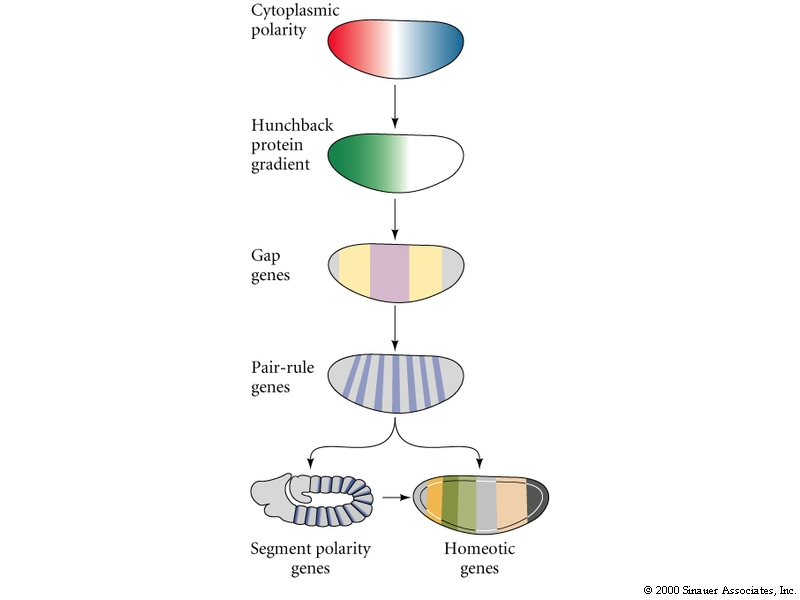 Cytoplasmic
polarity
Hunchback
protein
gradient
Gap
genes
Pair-rule
genes
Segment polarity
genes
Homeotic
genes
© 2000 Sinauer Associates, Inc.